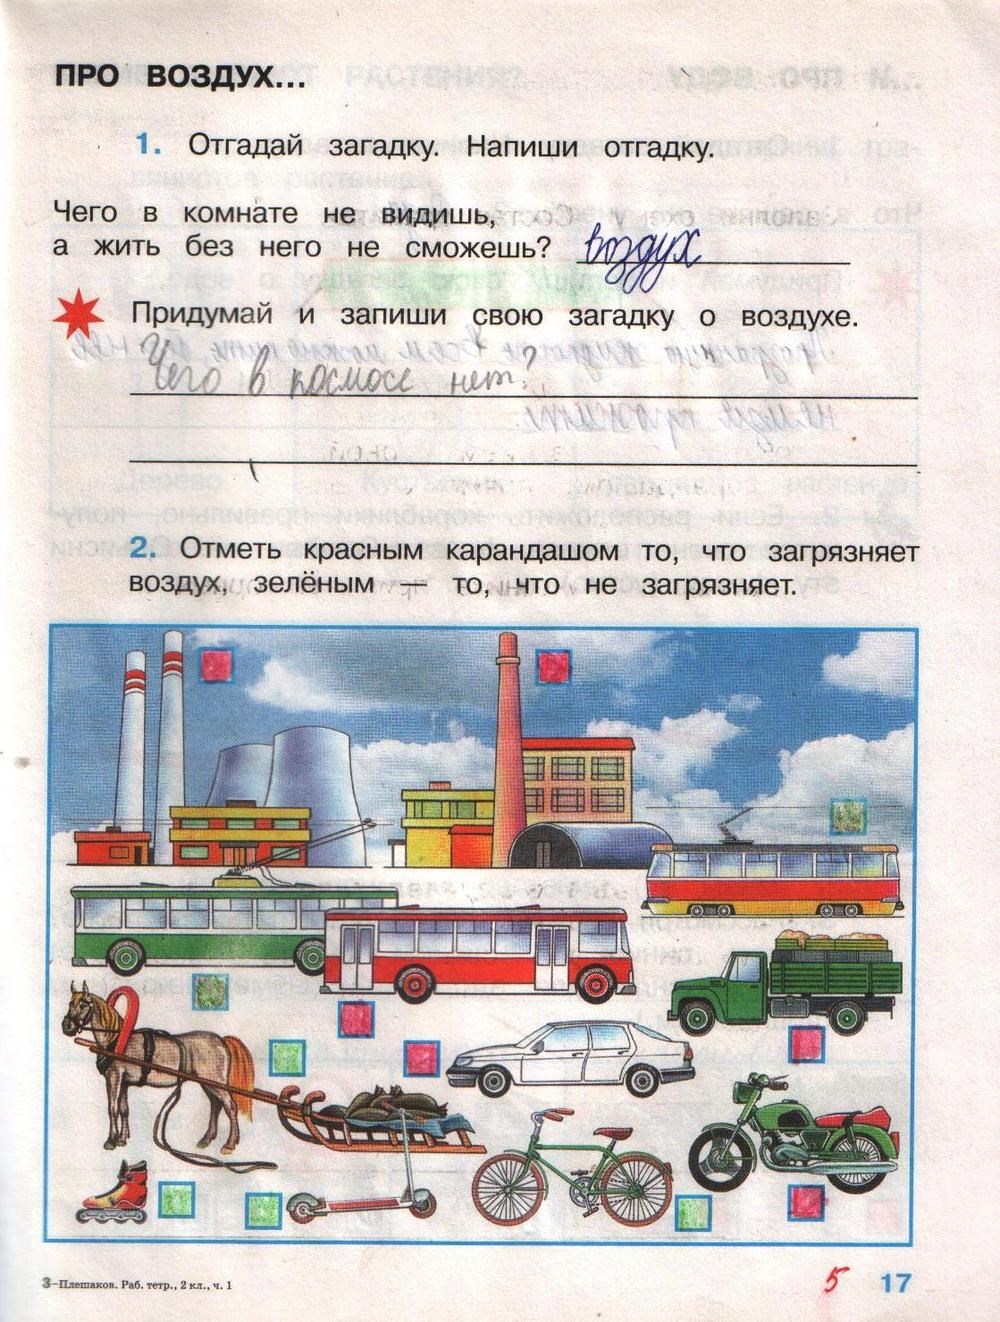 ПРО ВОЗДУХ...
1. Отгадай загадку. Напиши отгадку.
Чего в комнате не видишь,
а жить без него не сможешь? воздух
Придумай и запиши свою загадку о воздухе.
Чего в космосе нет?
2. Отметь красным карандашом то, что загрязняет
воздух, зелёным — то, что не загрязняет.
3–Плешаков. Раб. тетр., 2 кл., ч. 1
5
17